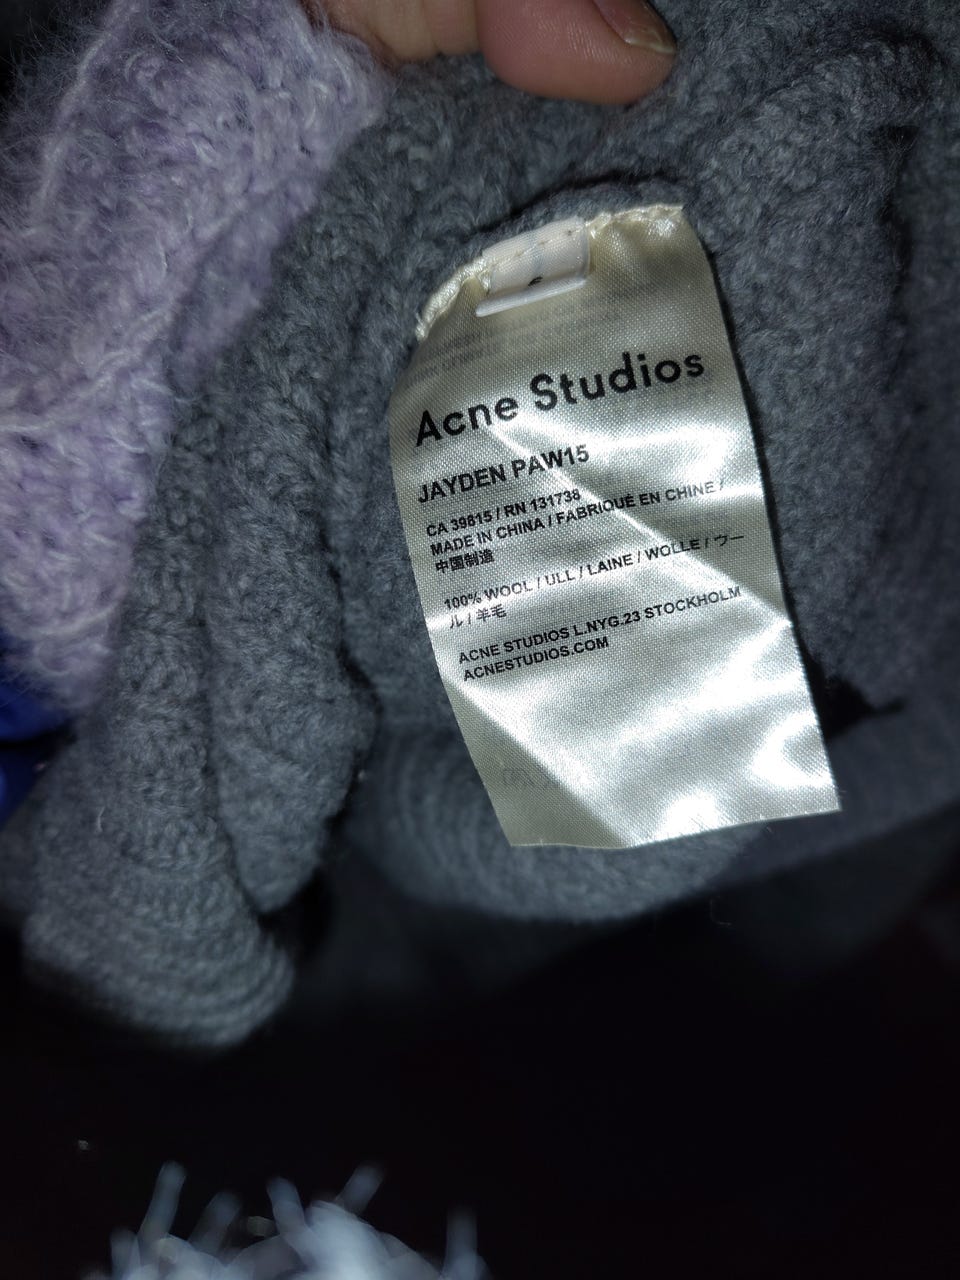 Acne Studios
JAYDEN PAW15
CA 39815 / RN 131738
MADE IN CHINA / FABRIQUÉ EN CHINE /
中国制造
100% WOOL / ULL / LAINE / WOLLE / ウー
ル / 羊毛
ACNE STUDIOS L.NYG.23 STOCKHOLM
ACNESTUDIOS.COM